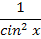 1
cin² x